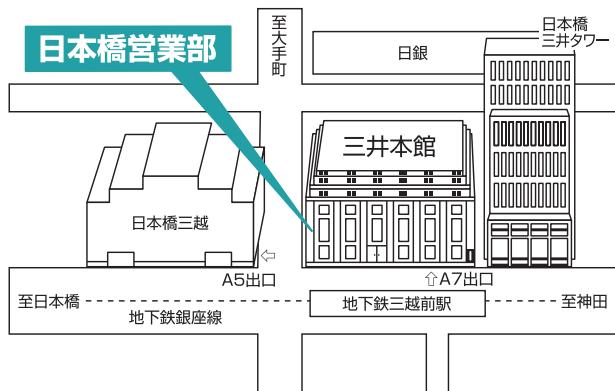 至大手町
日本橋
三井タワー
日本橋営業部
日銀
三井本館
日本橋三越
A5出口
⇧A7出口
至日本橋
地下鉄三越前駅
至神田
地下鉄銀座線